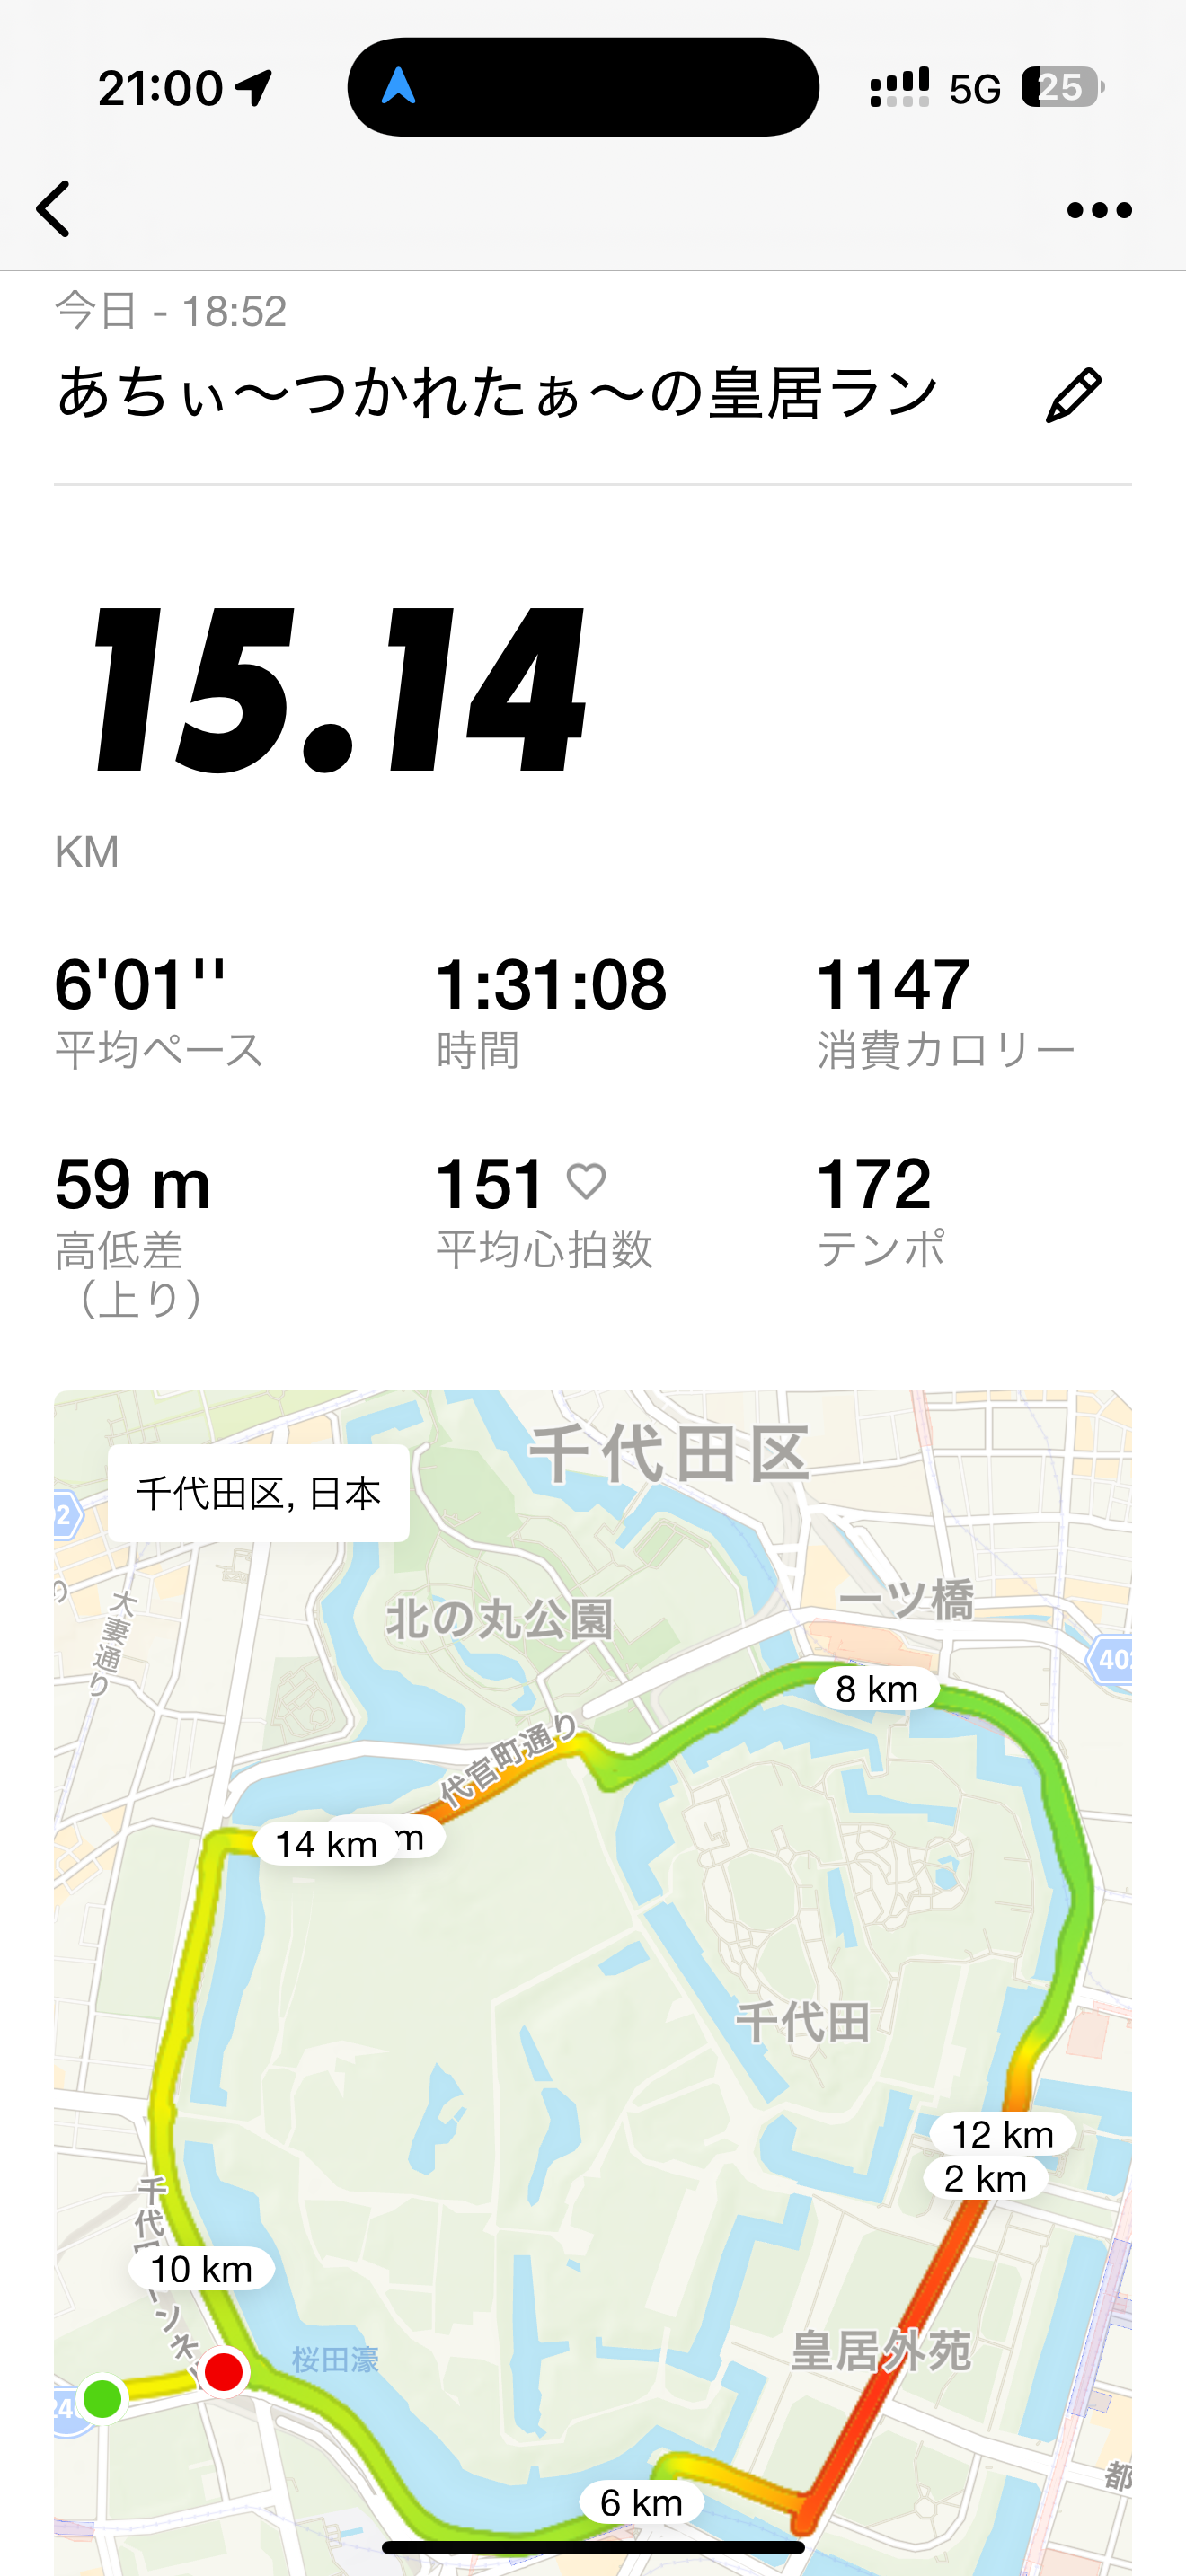 21:00
5G
25
今日 - 18:52
あちぃ〜つかれたぁ〜の皇居ラン
15.14
KM
6'01''
平均ペース
1:31:08
時間
1147
消費カロリー
59 m
高低差
（上り）
151
平均心拍数
172
テンポ
千代田区
千代田区, 日本
大妻通り
北の丸公園
一ツ橋
8 km
代官町通り
14 km
m
千代田
12 km
2 km
10 km
桜田濠
皇居外苑
6 km
都